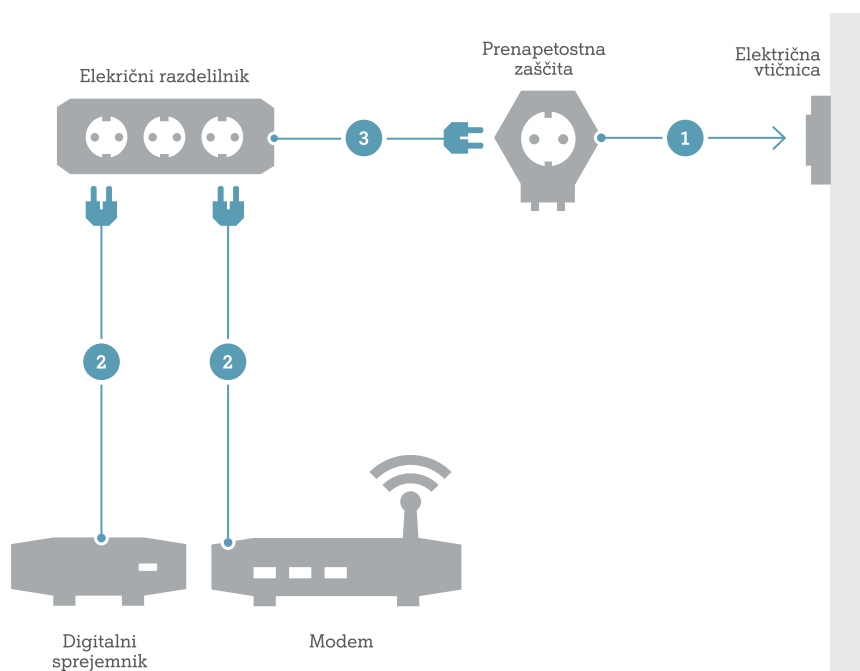 Elekrični razdelilnik
Prenapetostna
zaščita
Električna
vtičnica
3
1
2
2
Digitalni
sprejemnik
Modem